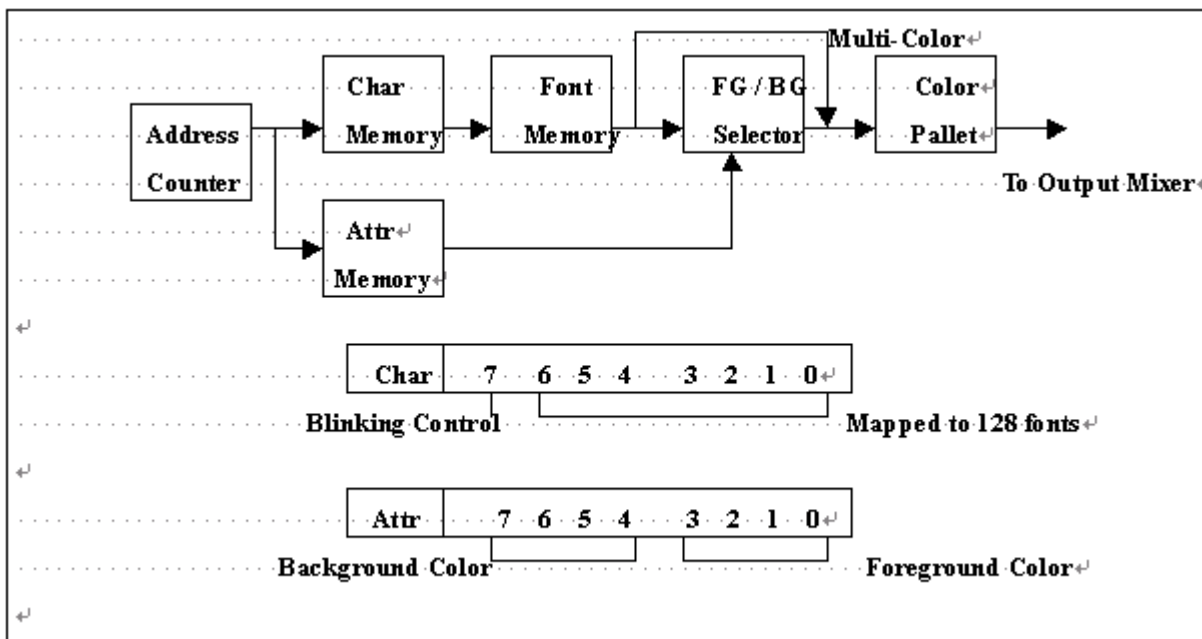 Multi-Color
Char Font FG / BG Color
Address Memory Memory Selector Pallet
Counter To Output Mixer
Attr
Memory
Char 7 6 5 4 3 2 1 0
Blinking Control Mapped to 128 fonts
Attr 7 6 5 4 3 2 1 0
Background Color Foreground Color